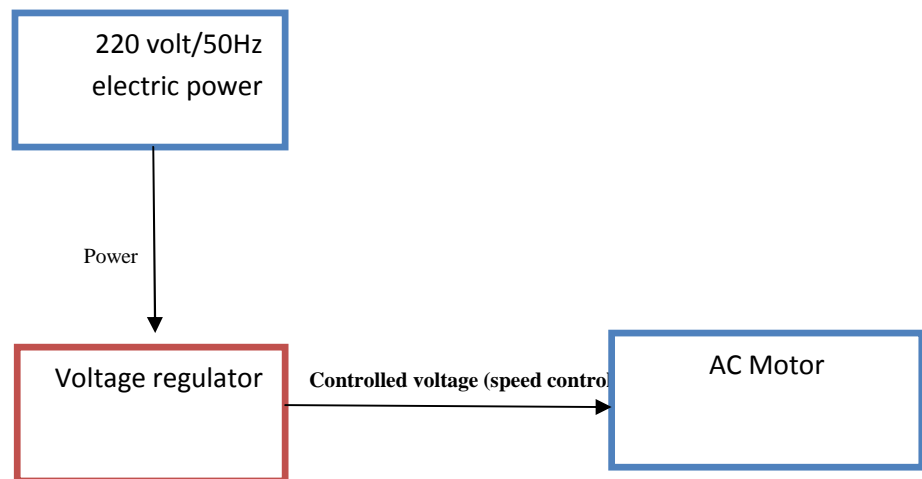 220 volt/50Hz
electric power
Power
Voltage regulator
Controlled voltage (speed control
AC Motor